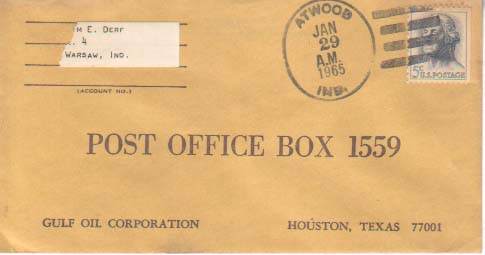 M E. DERF
. 4
WARSAW, IND.
(ACCOUNT NO.)
ATWOOD
JAN
29
A.M.
1965
IND.
5¢ U.S. POSTAGE
POST OFFICE BOX 1559
GULF OIL CORPORATION HOUSTON, TEXAS 77001